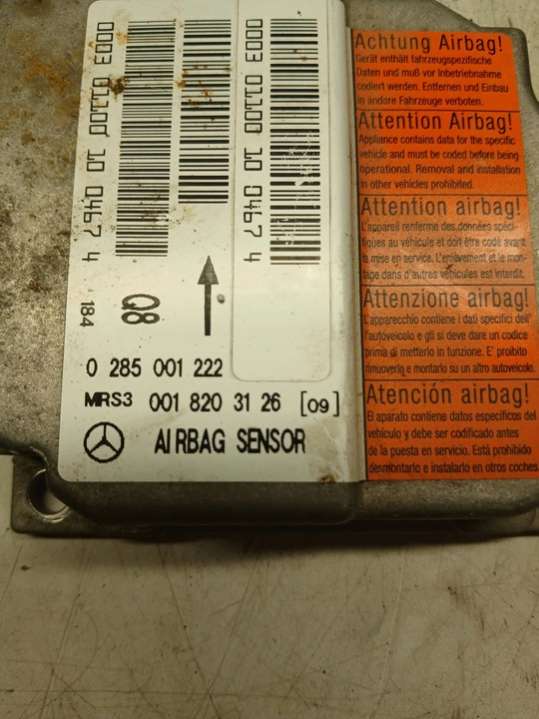 0003 01100 10 0467 4
0003 01100 10 0467 4
184
Q8
0 285 001 222
MRS3 001 820 31 26 [09]
AIRBAG SENSOR
Achtung Airbag!
Gerät enthält fahrzeugspezifische
Daten und muß vor Inbetriebnahme
codiert werden. Entfernen und Einbau
in andere Fahrzeuge verboten.
Attention Airbag!
Appliance contains data for the specific
vehicle and must be coded before being
operational. Removal and installation
in other vehicles prohibited.
Attention airbag!
L'appareil renferme des données spéci-
fiques au véhicule et doit être codé avant
la mise en service. L'enlèvement et le mon-
tage dans d'autres véhicules est interdit.
Attenzione airbag!
L'apparecchio contiene i dati specifici dell'
autoveicolo e gli si deve dare un codice
prima di metterlo in funzione. E' proibito
rimuoverlo e montarlo su un altro autoveicolo.
Atención airbag!
El aparato contiene datos específicos del
vehículo y debe ser codificado antes
de la puesta en servicio. Está prohibido
desmontarlo e instalarlo en otros coches.